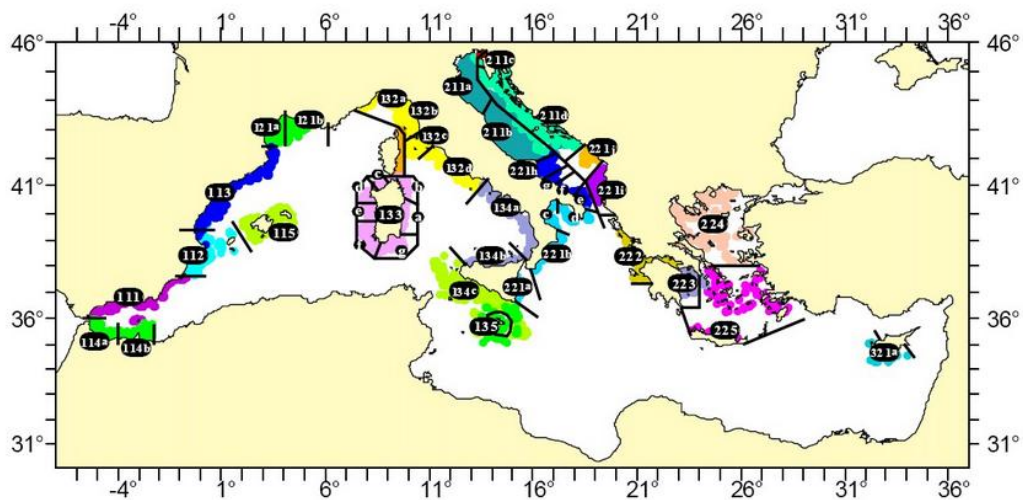 -4° 1° 6° 11° 16° 21° 26° 31° 36°
46° 46°
211c
132a 211a
132b
121a 121b 211b 211d
132c
221j
132d 221h
c
41° 113 d b g f 221i 41°
134a e
e 133 a 224
115 d
112 g 134b 221b 222
111 134c 221a 223
36° 135 36°
225
114a 114b 321a
31° 31°
-4° 1° 6° 11° 16° 21° 26° 31° 36°